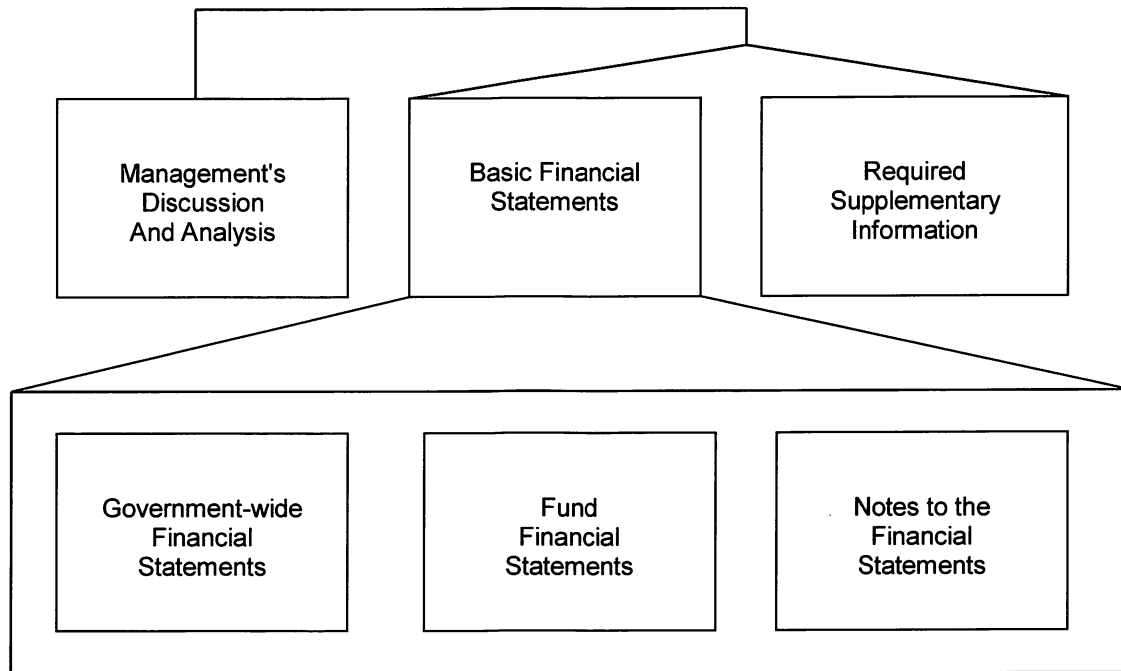 Management's
Discussion
And Analysis
Basic Financial
Statements
Required
Supplementary
Information
Government-wide
Financial
Statements
Fund
Financial
Statements
Notes to the
Financial
Statements